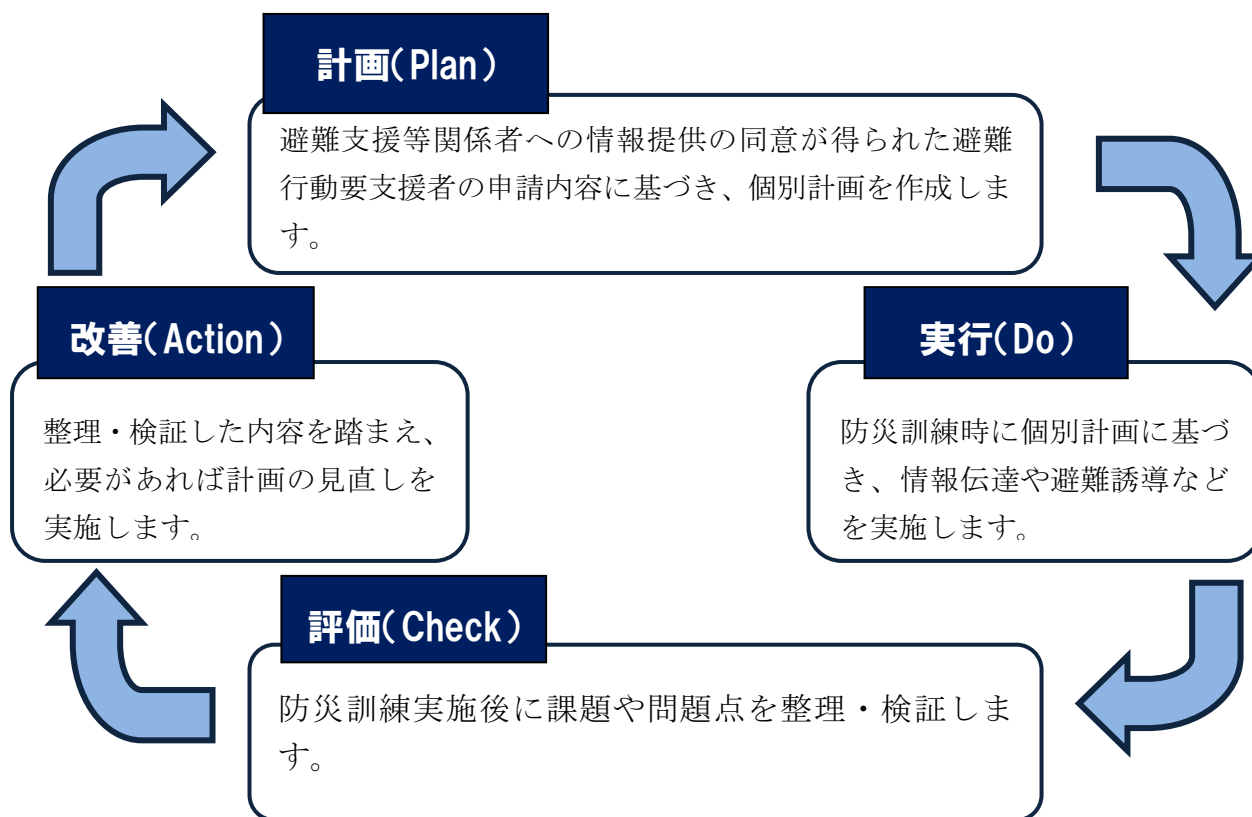 計画(Plan)
避難支援等関係者への情報提供の同意が得られた避難
行動要支援者の申請内容に基づき、個別計画を作成しま
す。
改善(Action)
整理・検証した内容を踏まえ、
必要があれば計画の見直しを
実施します。
実行(Do)
防災訓練時に個別計画に基づ
き、情報伝達や避難誘導など
を実施します。
評価(Check)
防災訓練実施後に課題や問題点を整理・検証しま
す。